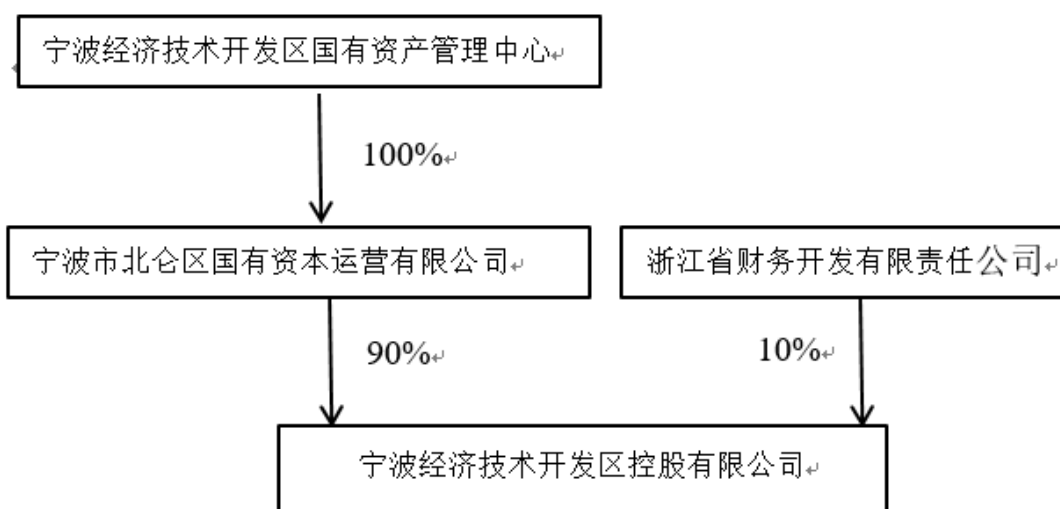 宁波经济技术开发区国有资产管理中心
100%
宁波市北仑区国有资本运营有限公司
浙江省财务开发有限责任公司
90%
10%
宁波经济技术开发区控股有限公司